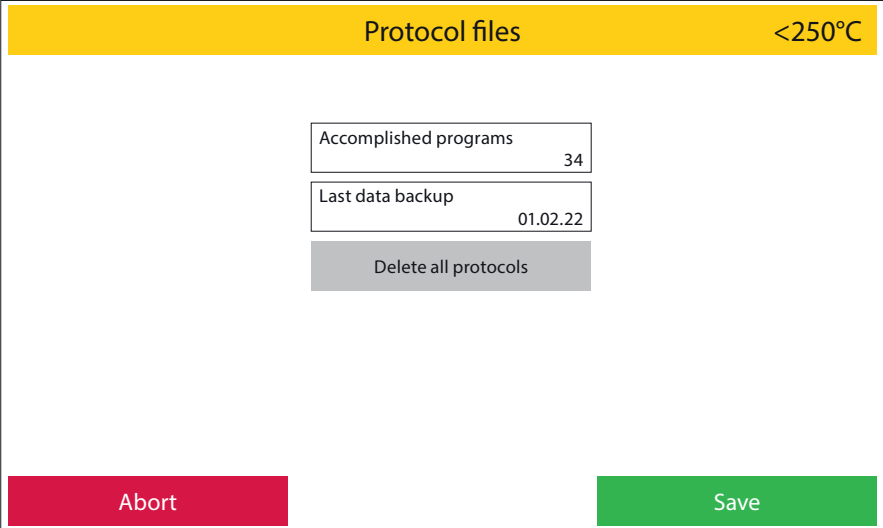 Protocol files
<250°C
Accomplished programs
34
Last data backup
01.02.22
Delete all protocols
Abort
Save